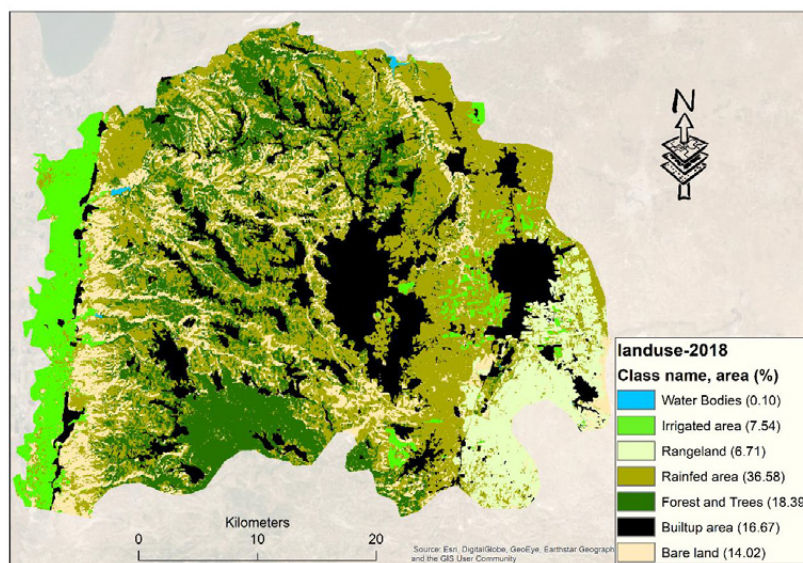 N
landuse-2018
Class name, area (%)
Water Bodies (0.10)
Irrigated area (7.54)
Rangeland (6.71)
Rainfed area (36.58)
Forest and Trees (18.39
Builtup area (16.67)
Bare land (14.02)
Kilometers
0 10 20
Source: Esri, DigitalGlobe, GeoEye, Earthstar Geograph
and the GIS User Community